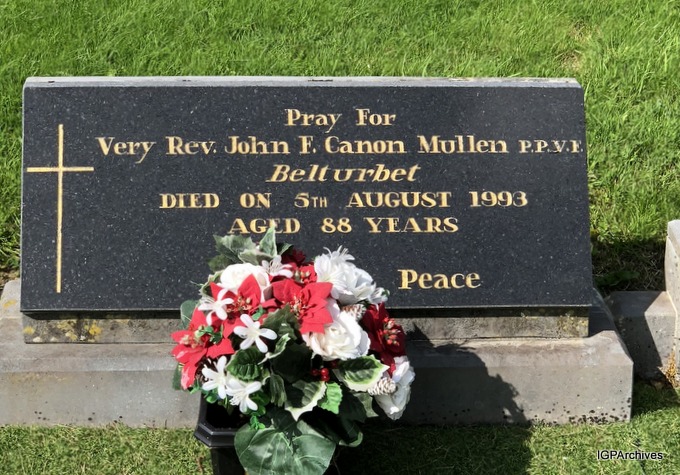 Pray For
Very Rev. John F. Canon Mullen P.P.V.F.
Belturbet
DIED ON 5TH AUGUST 1993
AGED 88 YEARS
Peace
IGPArchives